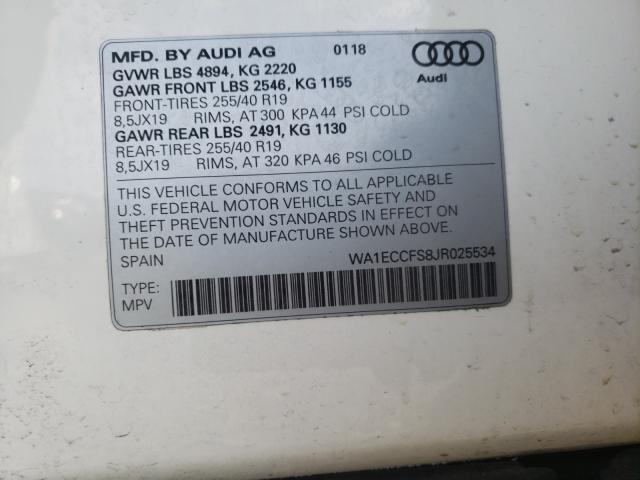 MFD. BY AUDI AG 0118
GVWR LBS 4894, KG 2220
GAWR FRONT LBS 2546, KG 1155
FRONT-TIRES 255/40 R19
8,5JX19 RIMS, AT 300 KPA 44 PSI COLD
GAWR REAR LBS 2491, KG 1130
REAR-TIRES 255/40 R19
8,5JX19 RIMS, AT 320 KPA 46 PSI COLD
Audi
THIS VEHICLE CONFORMS TO ALL APPLICABLE
U.S. FEDERAL MOTOR VEHICLE SAFETY AND
THEFT PREVENTION STANDARDS IN EFFECT ON
THE DATE OF MANUFACTURE SHOWN ABOVE.
SPAIN WA1ECCFS8JR025534
TYPE:
MPV